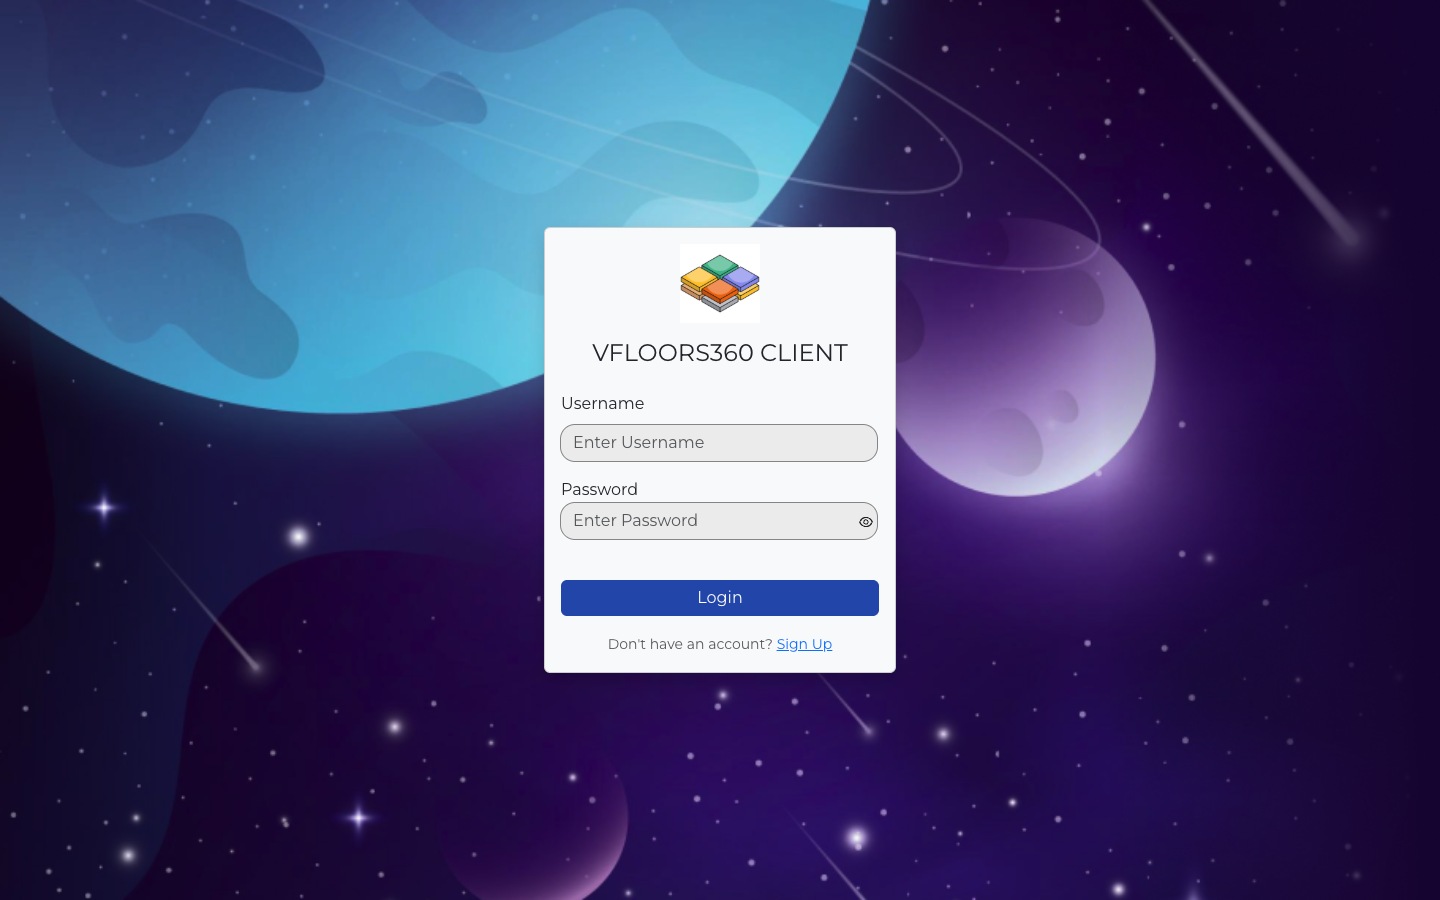 VFLOORS360 CLIENT
Username
Enter Username
Password
Enter Password
Login
Don't have an account? Sign Up